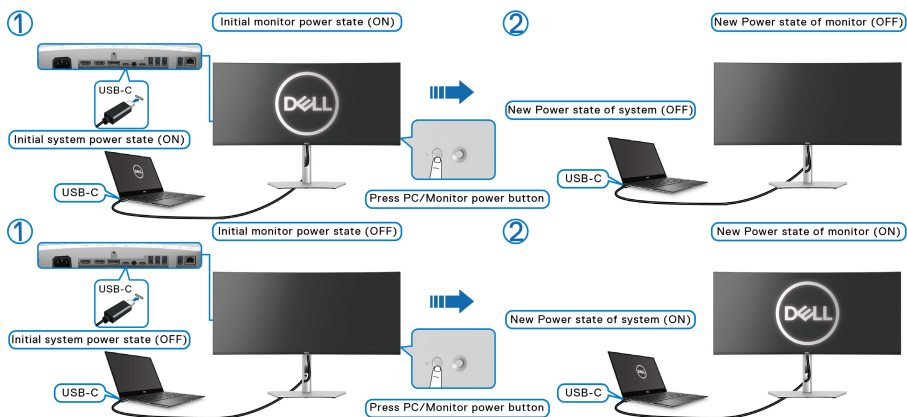 1
Initial monitor power state (ON)
2
New Power state of monitor (OFF)
USB-C
DELL
New Power state of system (OFF)
Initial system power state (ON)
DELL
USB-C
USB-C
Press PC/Monitor power button
1
Initial monitor power state (OFF)
2
New Power state of monitor (ON)
USB-C
DELL
New Power state of system (ON)
Initial system power state (OFF)
DELL
USB-C
USB-C
Press PC/Monitor power button